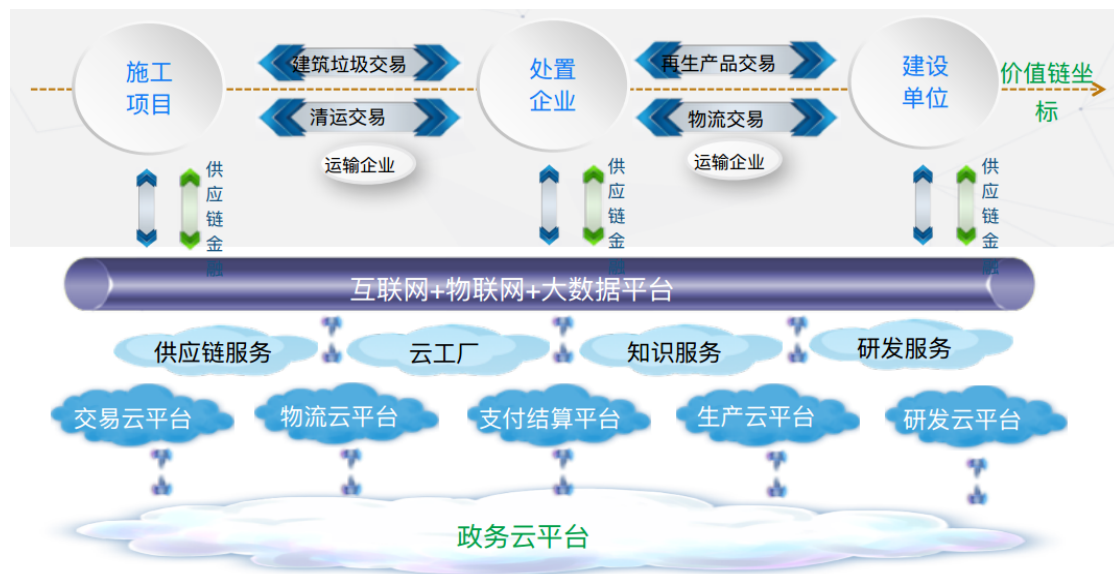 施工
项目
建筑垃圾交易
清运交易
运输企业
处置
企业
再生产品交易
物流交易
运输企业
建设
单位
价值链坐
标
供
应
链
金
融
供
应
链
金
融
供
应
链
金
融
互联网+物联网+大数据平台
供应链服务
云工厂
知识服务
研发服务
交易云平台
物流云平台
支付结算平台
生产云平台
研发云平台
政务云平台